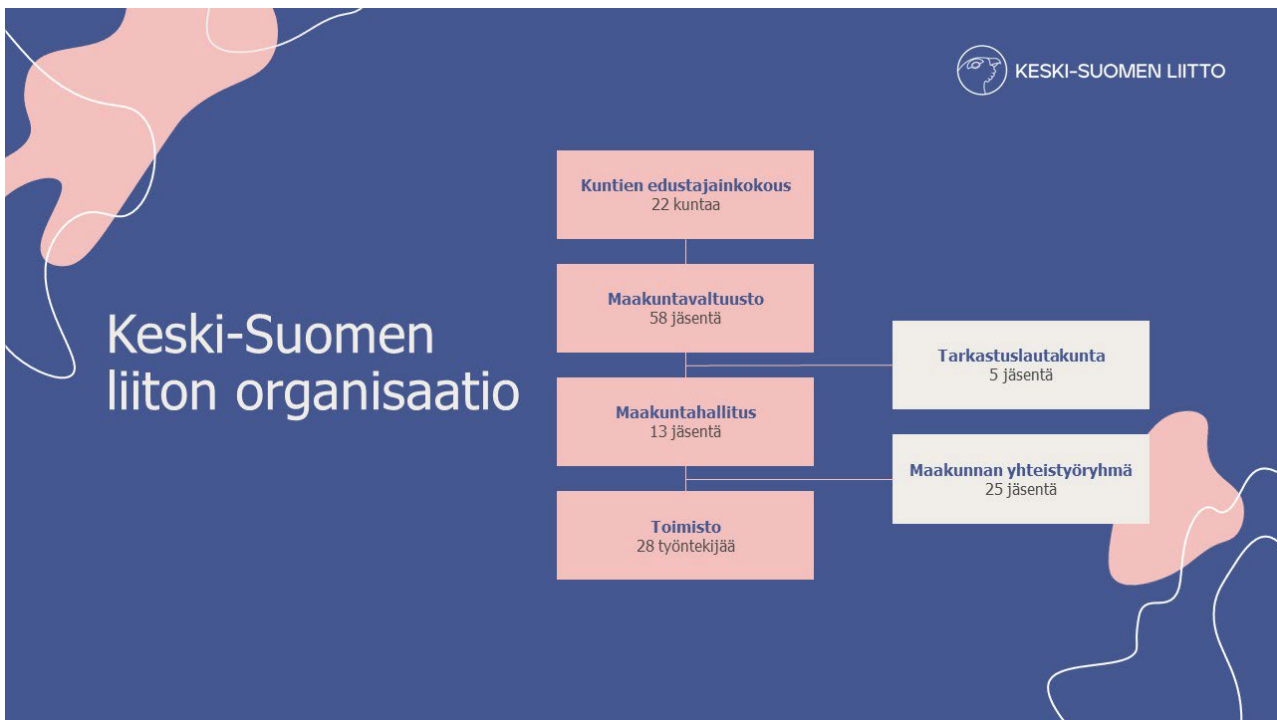 KESKI-SUOMEN LIITTO
Keski-Suomen
liiton organisaatio
Kuntien edustajainkokous
22 kuntaa
Maakuntavaltuusto
58 jäsentä
Tarkastuslautakunta
5 jäsentä
Maakuntahallitus
13 jäsentä
Maakunnan yhteistyöryhmä
25 jäsentä
Toimisto
28 työntekijää